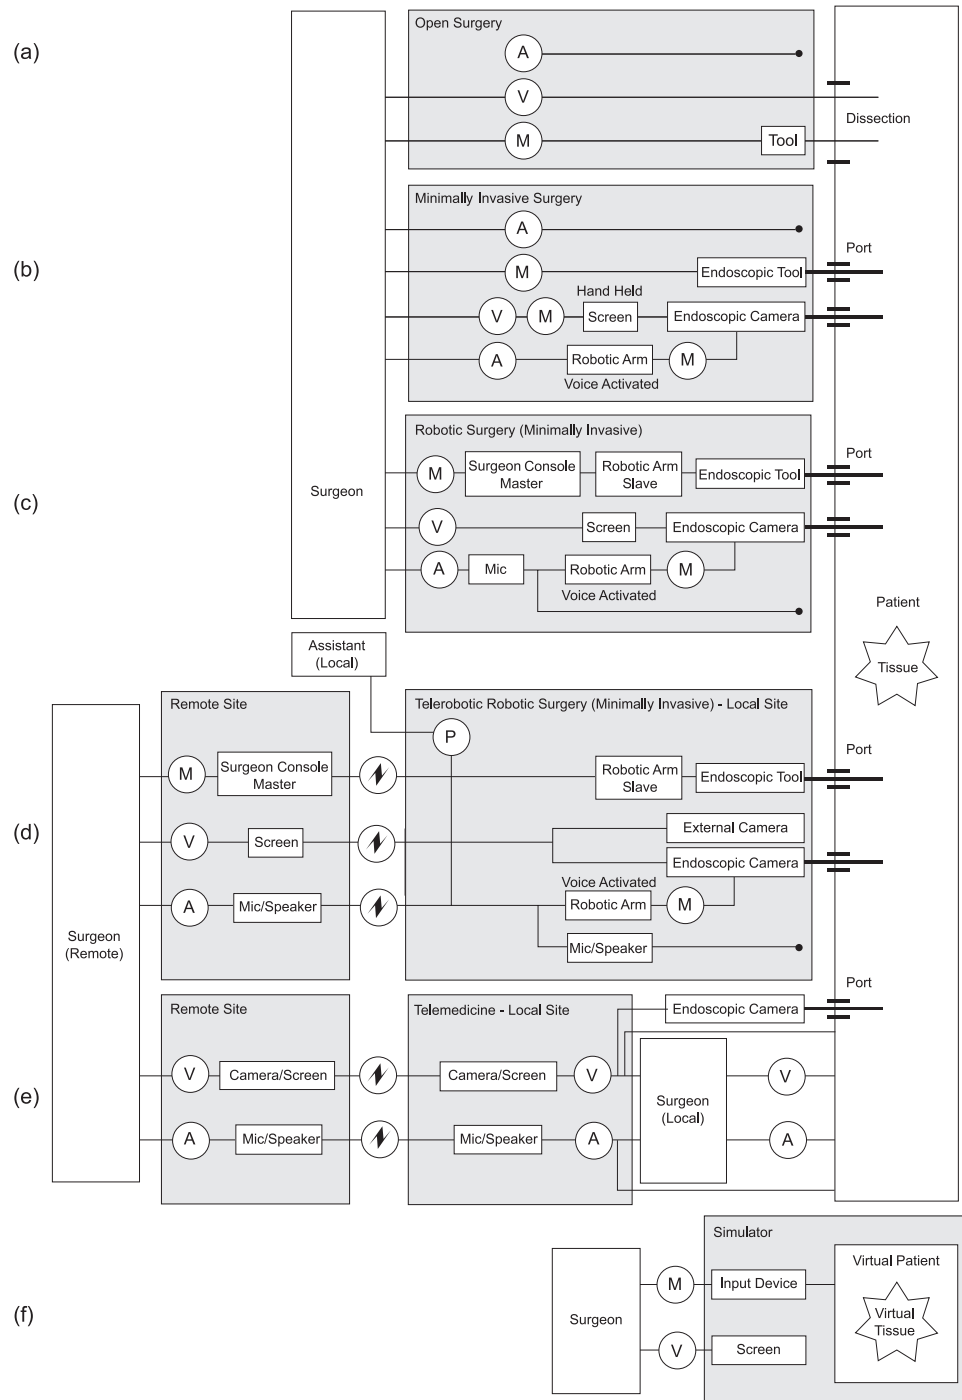 (a)
Open Surgery
A
V
Dissection
M
Tool
(b)
Minimally Invasive Surgery
A
Port
M
Endoscopic Tool
Hand Held
V
M
Screen
Endoscopic Camera
A
Robotic Arm
M
Voice Activated
(c)
Surgeon
Robotic Surgery (Minimally Invasive)
Port
M
Surgeon Console
Master
Robotic Arm
Slave
Endoscopic Tool
V
Screen
Endoscopic Camera
A
Mic
Robotic Arm
M
Voice Activated
Patient
Tissue
Assistant
(Local)
(d)
Surgeon
(Remote)
Remote Site
Telerobotic Robotic Surgery (Minimally Invasive) - Local Site
P
Port
M
Surgeon Console
Master
Robotic Arm
Slave
Endoscopic Tool
External Camera
V
Screen
Endoscopic Camera
Voice Activated
A
Mic/Speaker
Robotic Arm
M
Mic/Speaker
(e)
Remote Site
Telemedicine - Local Site
Port
Endoscopic Camera
V
Camera/Screen
Camera/Screen
V
Surgeon
(Local)
V
A
Mic/Speaker
Mic/Speaker
A
A
(f)
Simulator
Virtual Patient
Surgeon
M
Input Device
Virtual
Tissue
V
Screen